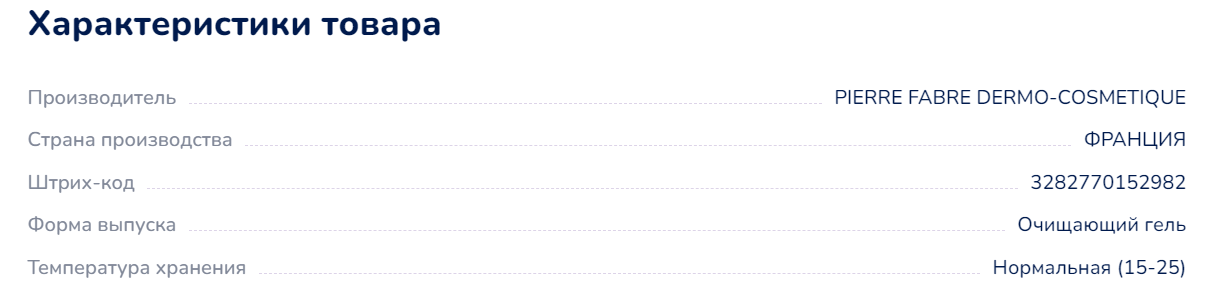 Характеристики товара
Производитель PIERRE FABRE DERMO-COSMETIQUE
Страна производства ФРАНЦИЯ
Штрих-код 3282770152982
Форма выпуска Очищающий гель
Температура хранения Нормальная (15-25)